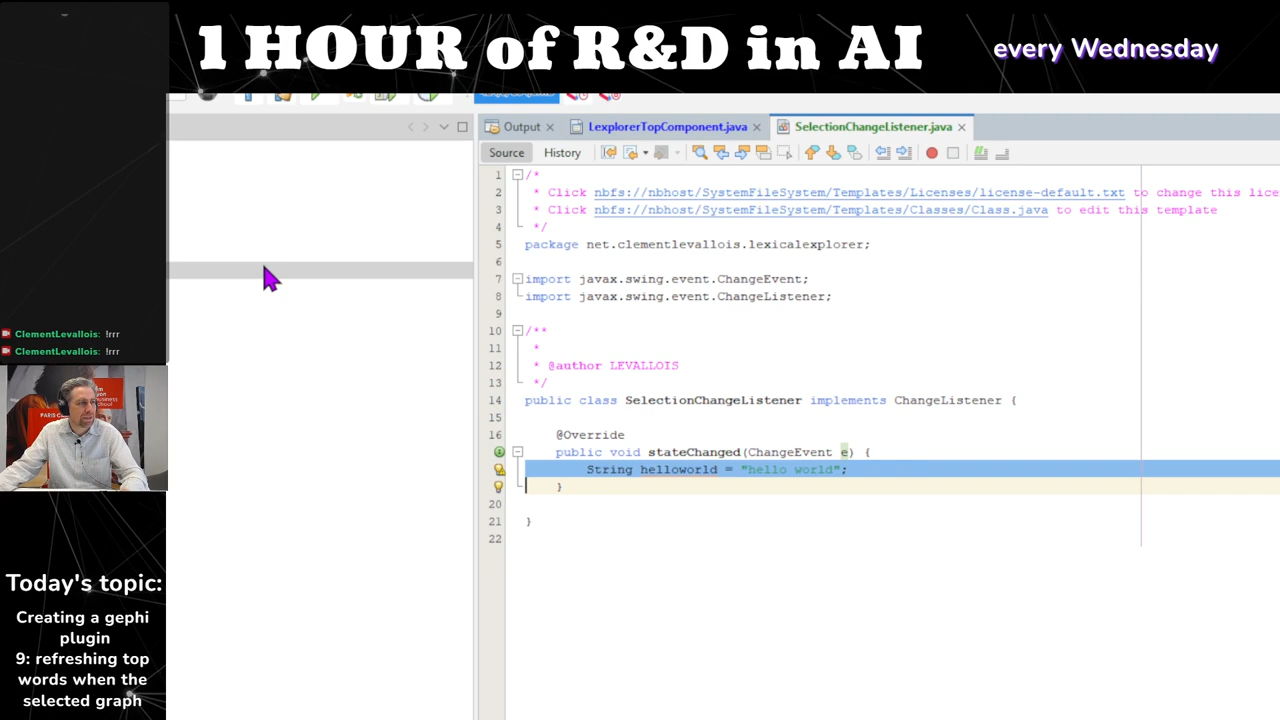 1 HOUR of R&D in AI
every Wednesday
Output
LexplorerTopComponent.java
SelectionChangeListener.java
Source
History
1 /*
2 * Click nbfs://nbhost/SystemFileSystem/Templates/Licenses/license-default.txt to change this lice
3 * Click nbfs://nbhost/SystemFileSystem/Templates/Classes/Class.java to edit this template
4 */
5 package net.clementlevallois.lexicalexplorer;
6
7 import javax.swing.event.ChangeEvent;
8 import javax.swing.event.ChangeListener;
9
10 /**
11 *
12 * @author LEVALLOIS
13 */
14 public class SelectionChangeListener implements ChangeListener {
15
16 @Override
public void stateChanged(ChangeEvent e) {
String helloworld = "hello world";
}
20
21 }
22
ClementLevallois: !rrr
ClementLevallois: !rrr
Today's topic:
Creating a gephi
plugin
9: refreshing top
words when the
selected graph